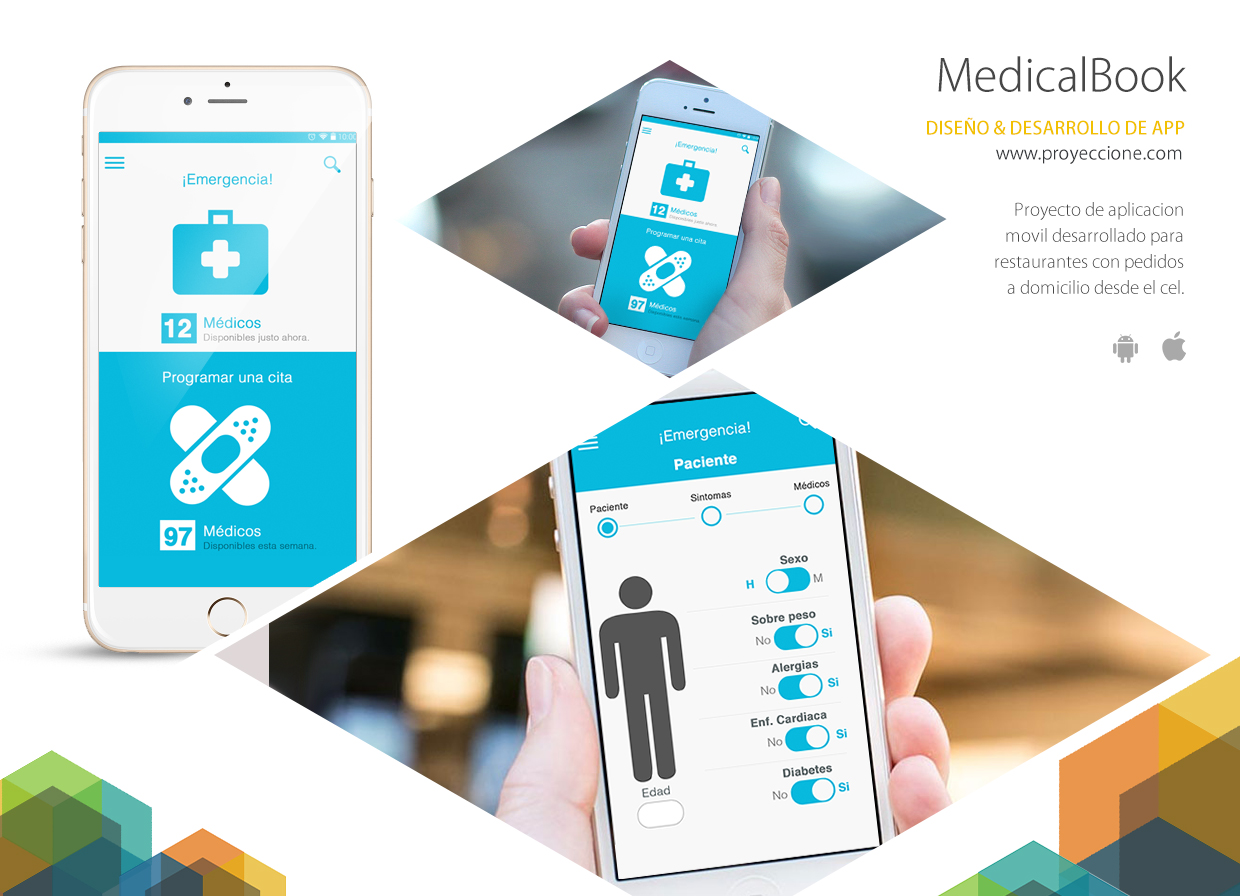 MedicalBook
DISEÑO & DESARROLLO DE APP
www.proyeccione.com
Proyecto de aplicacion
movil desarrollado para
restaurantes con pedidos
a domicilio desde el cel.
10:00
¡Emergencia!
12 Médicos
Disponibles justo ahora.
Programar una cita
97 Médicos
Disponibles esta semana.
¡Emergencia!
12 Médicos
Disponibles justo ahora.
Programar una cita
97 Médicos
Disponibles esta semana.
¡Emergencia!
Paciente
Paciente Sintomas Médicos
Sexo
H M
Sobre peso
No Si
Alergias
No Si
Enf. Cardiaca
No Si
Diabetes
No Si
Edad